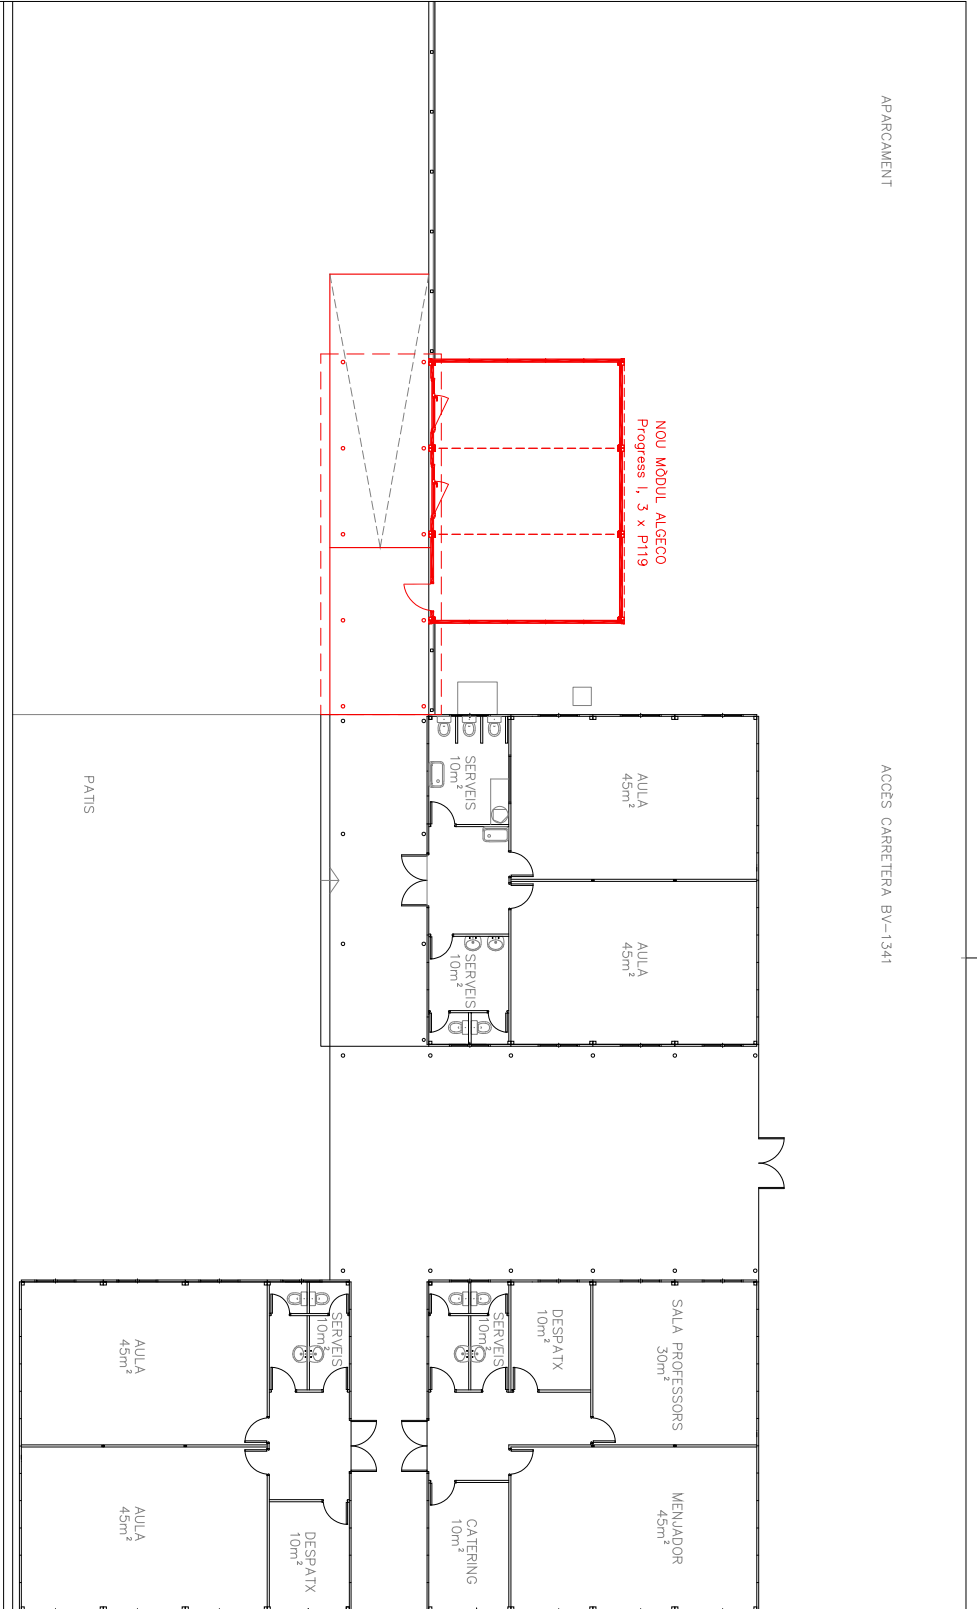 APARCAMENT
NOU MÒDUL ALGECO
Progress I, 3 x P119
ACCÈS CARRETERA BV-1341
PATIS
SERVEIS
10m²
AULA
45m²
AULA
45m²
SERVEIS
10m²
SALA PROFESSORS
30m²
DESPATX
10m²
SERVEIS
10m²
SERVEIS
10m²
AULA
45m²
MENJADOR
45m²
CATERING
10m²
DESPATX
10m²
AULA
45m²